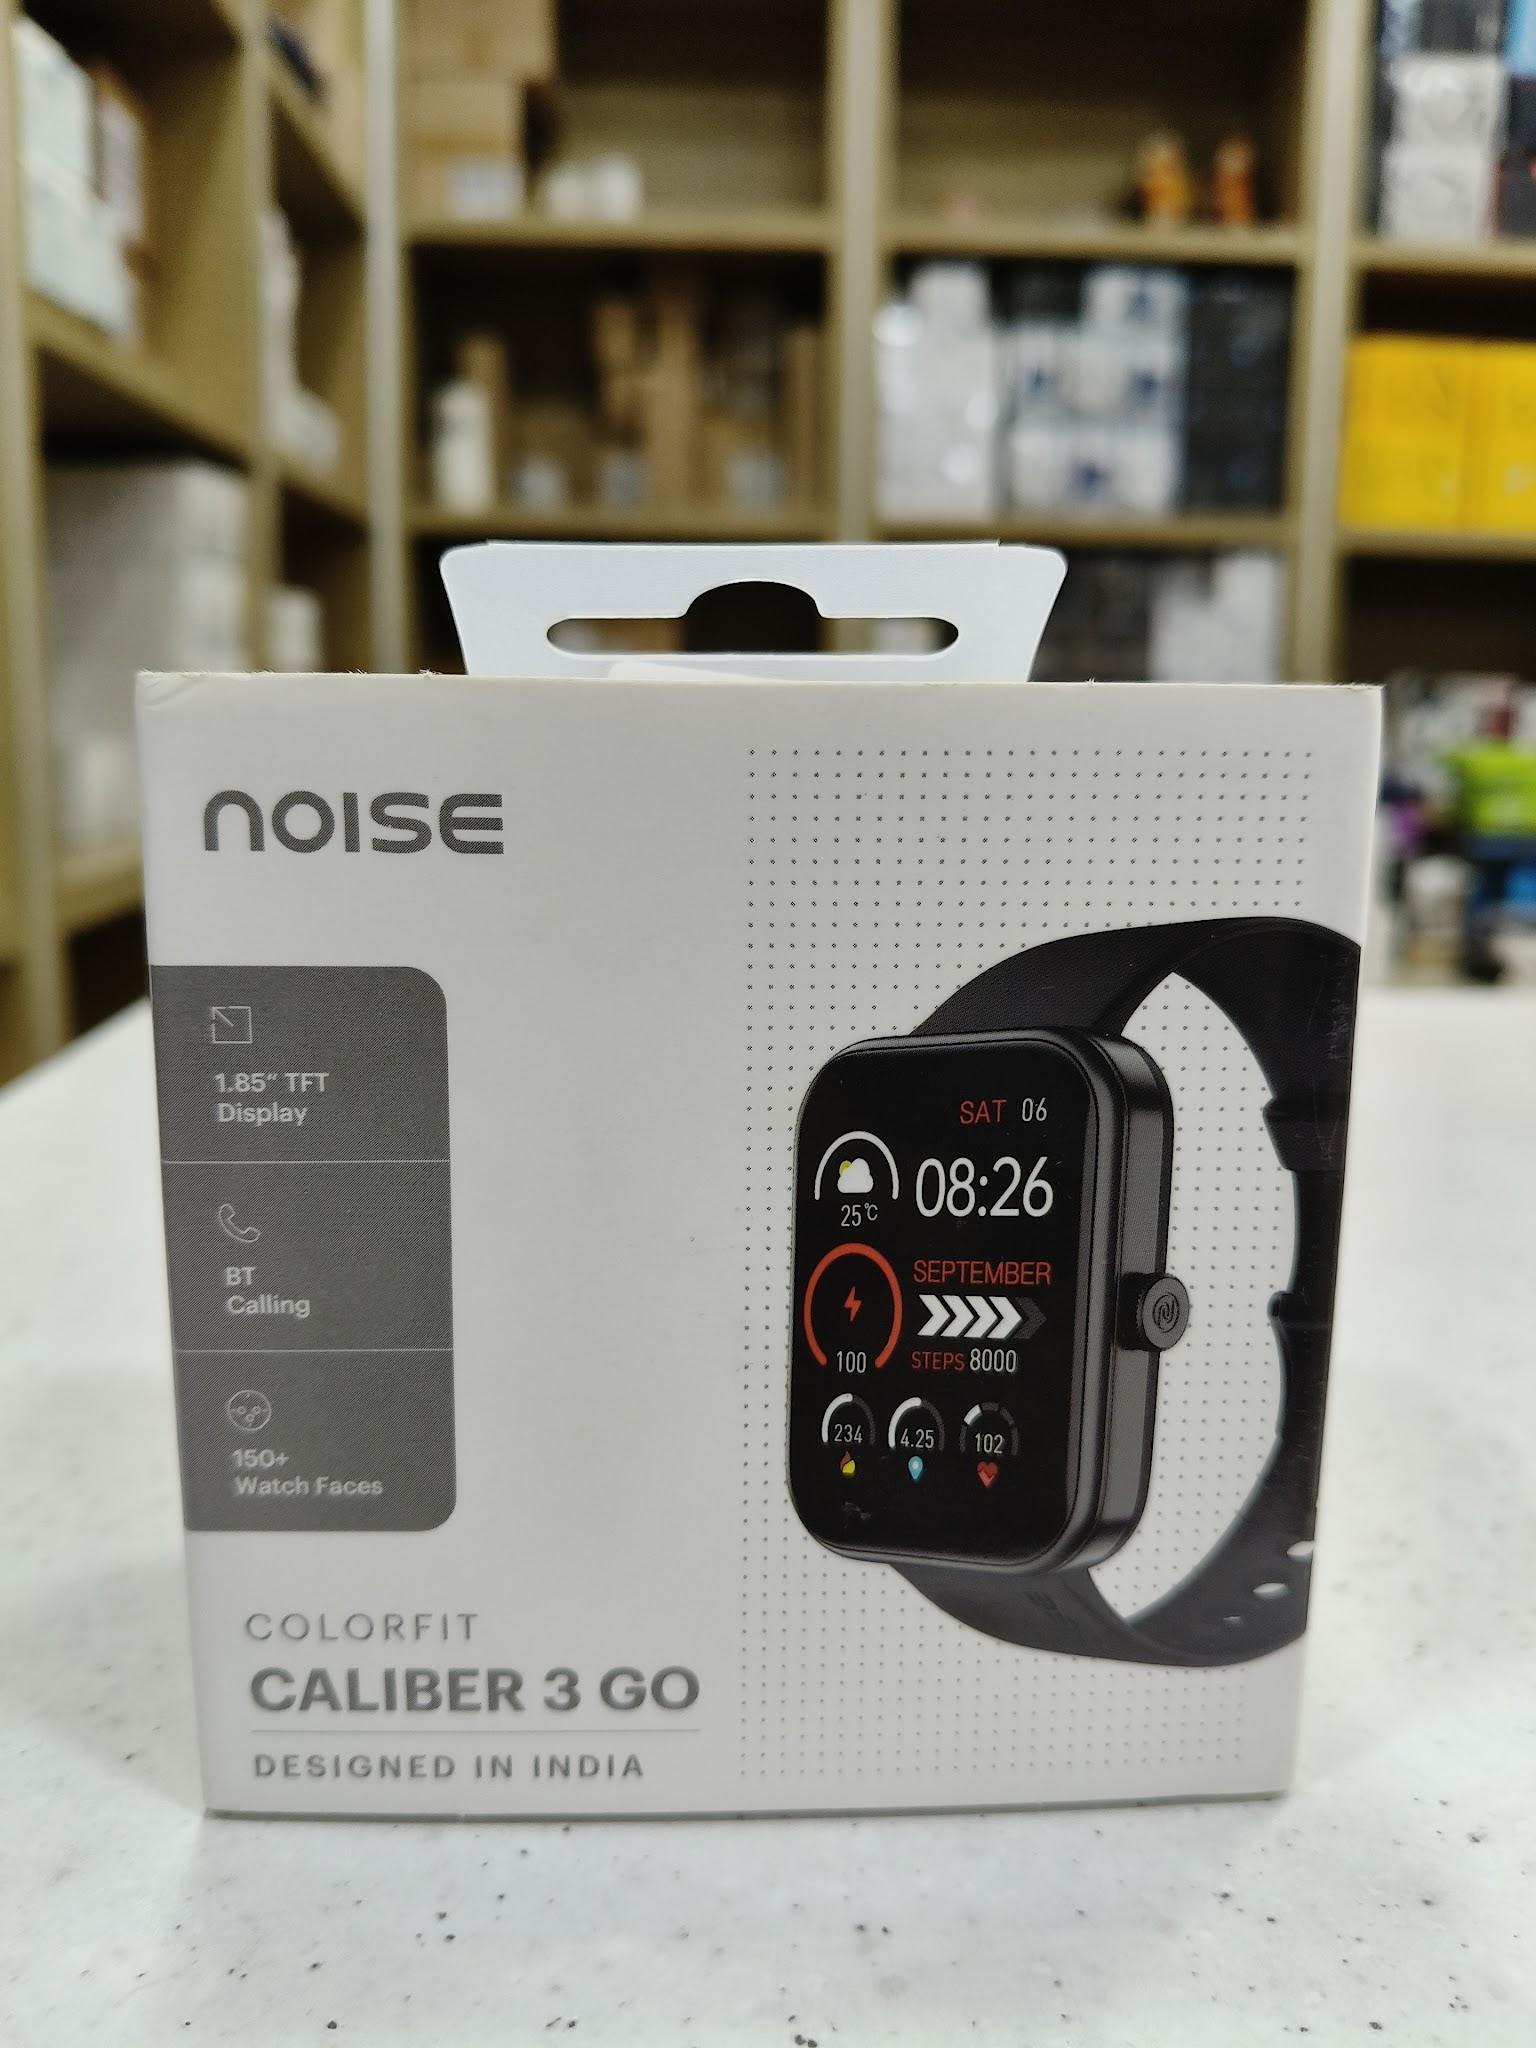 NOISE
1.85" TFT
Display
BT
Calling
150+
Watch Faces
COLORFIT
CALIBER 3 GO
DESIGNED IN INDIA
SAT 06
08:26
25°C
SEPTEMBER
100
STEPS 8000
234
4.25
102